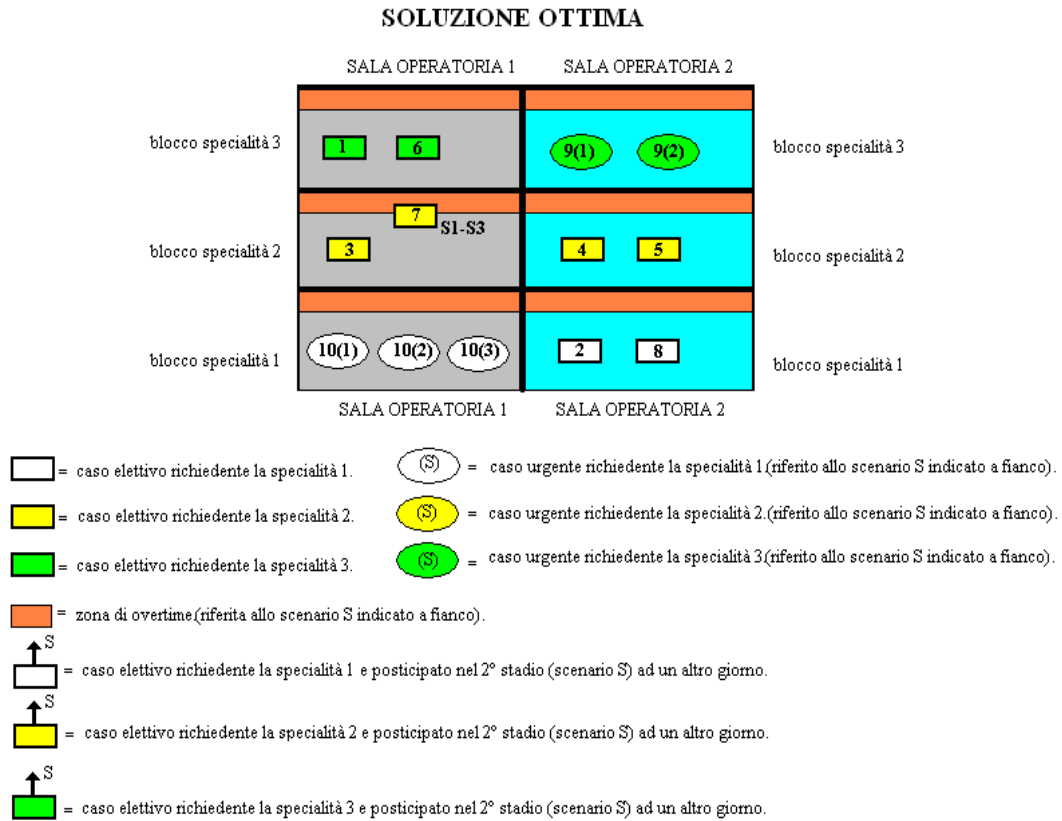 SOLUZIONE OTTIMA
SALA OPERATORIA 1 SALA OPERATORIA 2
blocco specialità 3 1 6 9(1) 9(2) blocco specialità 3
7 S1-S3
blocco specialità 2 3 4 5 blocco specialità 2
blocco specialità 1 10(1) 10(2) 10(3) 2 8 blocco specialità 1
SALA OPERATORIA 1 SALA OPERATORIA 2
= caso elettivo richiedente la specialità 1. (S) = caso urgente richiedente la specialità 1.(riferito allo scenario S indicato a fianco).
= caso elettivo richiedente la specialità 2. (S) = caso urgente richiedente la specialità 2.(riferito allo scenario S indicato a fianco).
= caso elettivo richiedente la specialità 3. (S) = caso urgente richiedente la specialità 3.(riferito allo scenario S indicato a fianco).
= zona di overtime.(riferita allo scenario S indicato a fianco).
S
= caso elettivo richiedente la specialità 1 e posticipato nel 2° stadio (scenario S) ad un altro giorno.
S
= caso elettivo richiedente la specialità 2 e posticipato nel 2° stadio (scenario S) ad un altro giorno.
S
= caso elettivo richiedente la specialità 3 e posticipato nel 2° stadio (scenario S) ad un altro giorno.